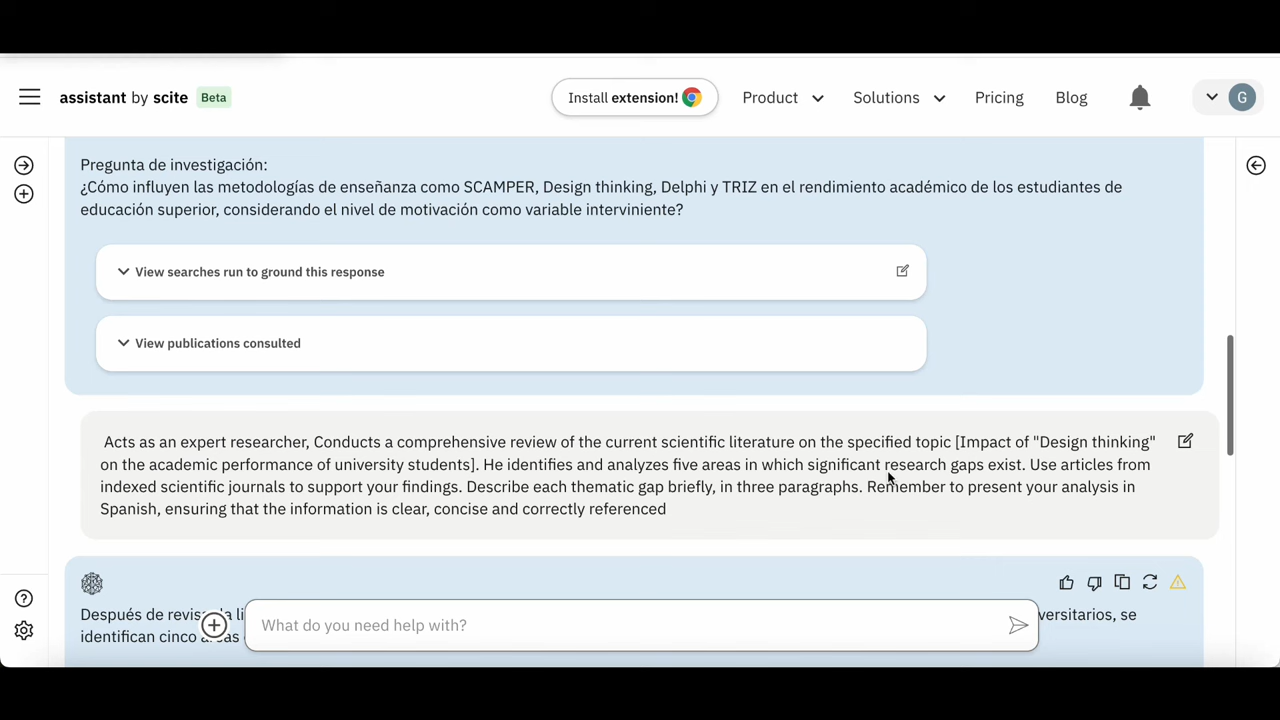 assistant by scite Beta
Install extension!
Product
Solutions
Pricing
Blog
G
Pregunta de investigación:
¿Cómo influyen las metodologías de enseñanza como SCAMPER, Design thinking, Delphi y TRIZ en el rendimiento académico de los estudiantes de
educación superior, considerando el nivel de motivación como variable interviniente?
View searches run to ground this response
View publications consulted
Acts as an expert researcher, Conducts a comprehensive review of the current scientific literature on the specified topic [Impact of "Design thinking"
on the academic performance of university students]. He identifies and analyzes five areas in which significant research gaps exist. Use articles from
indexed scientific journals to support your findings. Describe each thematic gap briefly, in three paragraphs. Remember to present your analysis in
Spanish, ensuring that the information is clear, concise and correctly referenced
Después de
se
identifican cinco
What do you need help with?